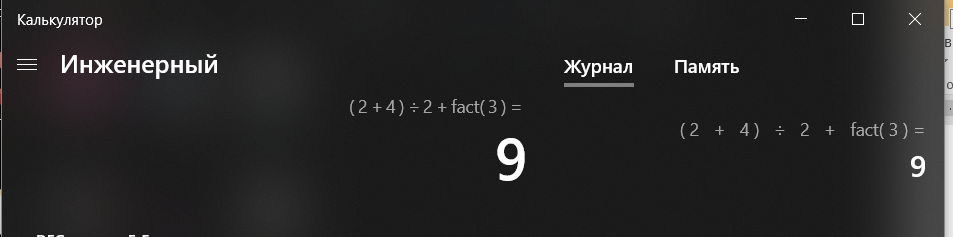 Калькулятор
Инженерный
Журнал Память
( 2 + 4 ) ÷ 2 + fact( 3 ) =
9
( 2 + 4 ) ÷ 2 + fact( 3 ) =
9